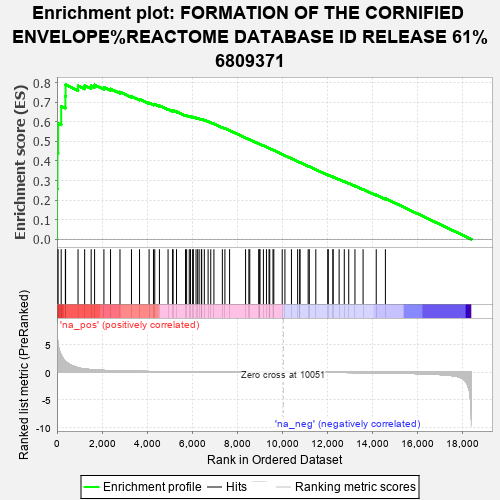 Enrichment plot: FORMATION OF THE CORNIFIED
ENVELOPE%REACTOME DATABASE ID RELEASE 61%
6809371
Enrichment score (ES)
0.8
0.7
0.6
0.5
0.4
0.3
0.2
0.1
0.0
'na_pos' (positively correlated)
Ranked list metric (PreRanked)
5
0
-5
-10
Zero cross at 10051
'na_neg' (negatively correlated)
0 2,000 4,000 6,000 8,000 10,000 12,000 14,000 16,000 18,000
Rank in Ordered Dataset
Enrichment profile Hits Ranking metric scores